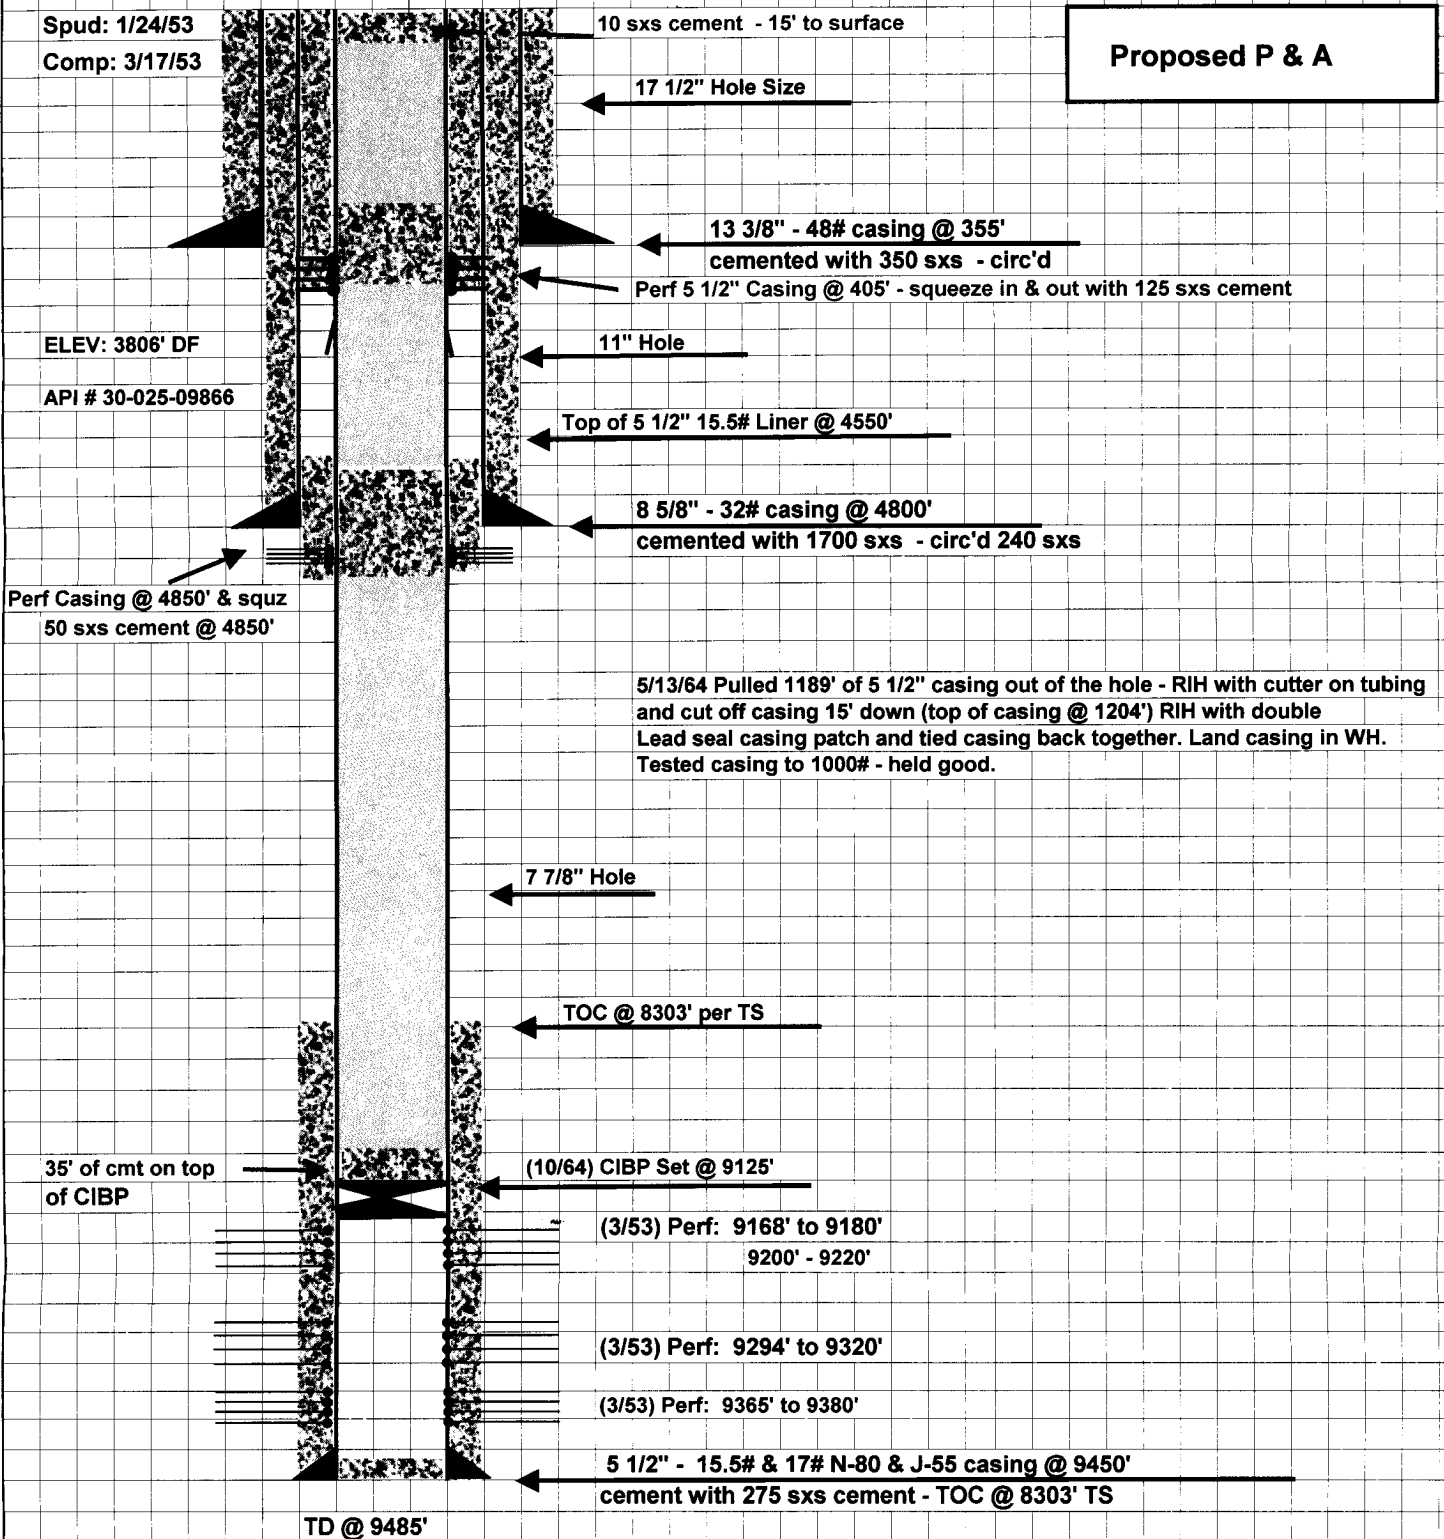 Spud: 1/24/53
Comp: 3/17/53
10 sxs cement - 15' to surface
Proposed P & A
17 1/2" Hole Size
13 3/8" - 48# casing @ 355'
cemented with 350 sxs - circ'd
Perf 5 1/2" Casing @ 405' - squeeze in & out with 125 sxs cement
ELEV: 3806' DF
11" Hole
API # 30-025-09866
Top of 5 1/2" 15.5# Liner @ 4550'
8 5/8" - 32# casing @ 4800'
cemented with 1700 sxs - circ'd 240 sxs
Perf Casing @ 4850' & squz
50 sxs cement @ 4850'
5/13/64 Pulled 1189' of 5 1/2" casing out of the hole - RIH with cutter on tubing
and cut off casing 15' down (top of casing @ 1204') RIH with double
Lead seal casing patch and tied casing back together. Land casing in WH.
Tested casing to 1000# - held good.
7 7/8" Hole
TOC @ 8303' per TS
35' of cmt on top
of CIBP
(10/64) CIBP Set @ 9125'
(3/53) Perf: 9168' to 9180'
9200' - 9220'
(3/53) Perf: 9294' to 9320'
(3/53) Perf: 9365' to 9380'
5 1/2" - 15.5# & 17# N-80 & J-55 casing @ 9450'
cement with 275 sxs cement - TOC @ 8303' TS
TD @ 9485'